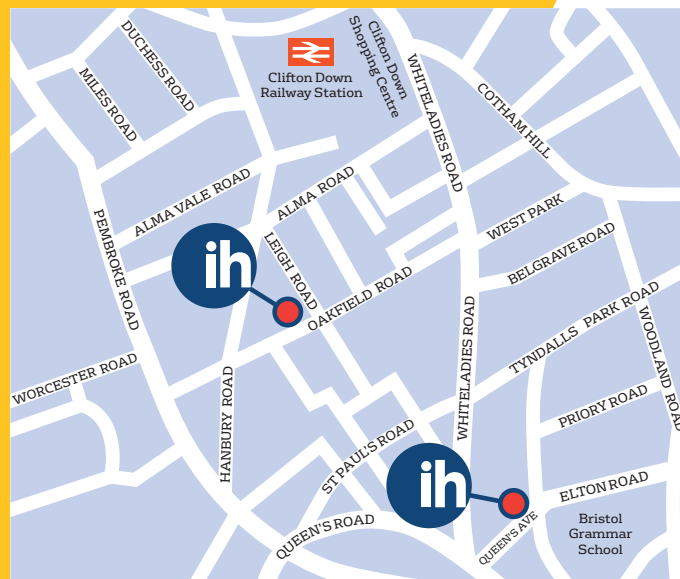 DUCHESS ROAD
MILES ROAD
Clifton Down
Railway Station
Clifton Down
Shopping Centre
WHITELADIES ROAD
COTHAM HILL
ALMA VALE ROAD
ALMA ROAD
PEMBROKE ROAD
LEIGH ROAD
WEST PARK
BELGRAVE ROAD
ih
OAKFIELD ROAD
TYNDALLS PARK ROAD
WOODLAND ROAD
WORCESTER ROAD
HANBURY ROAD
WHITELADIES ROAD
PRIORY ROAD
ST PAUL'S ROAD
ih
ELTON ROAD
QUEEN'S ROAD
QUEEN'S AVE
Bristol
Grammar
School